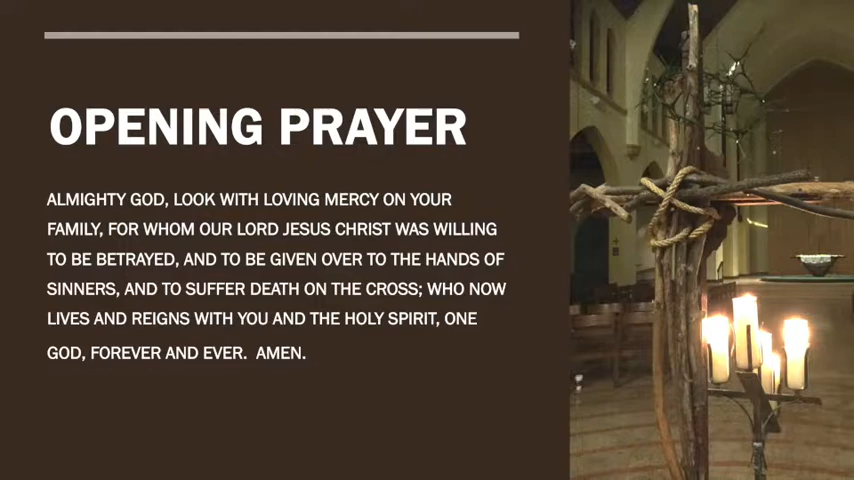 OPENING PRAYER
ALMIGHTY GOD, LOOK WITH LOVING MERCY ON YOUR
FAMILY, FOR WHOM OUR LORD JESUS CHRIST WAS WILLING
TO BE BETRAYED, AND TO BE GIVEN OVER TO THE HANDS OF
SINNERS, AND TO SUFFER DEATH ON THE CROSS; WHO NOW
LIVES AND REIGNS WITH YOU AND THE HOLY SPIRIT, ONE
GOD, FOREVER AND EVER.  AMEN.